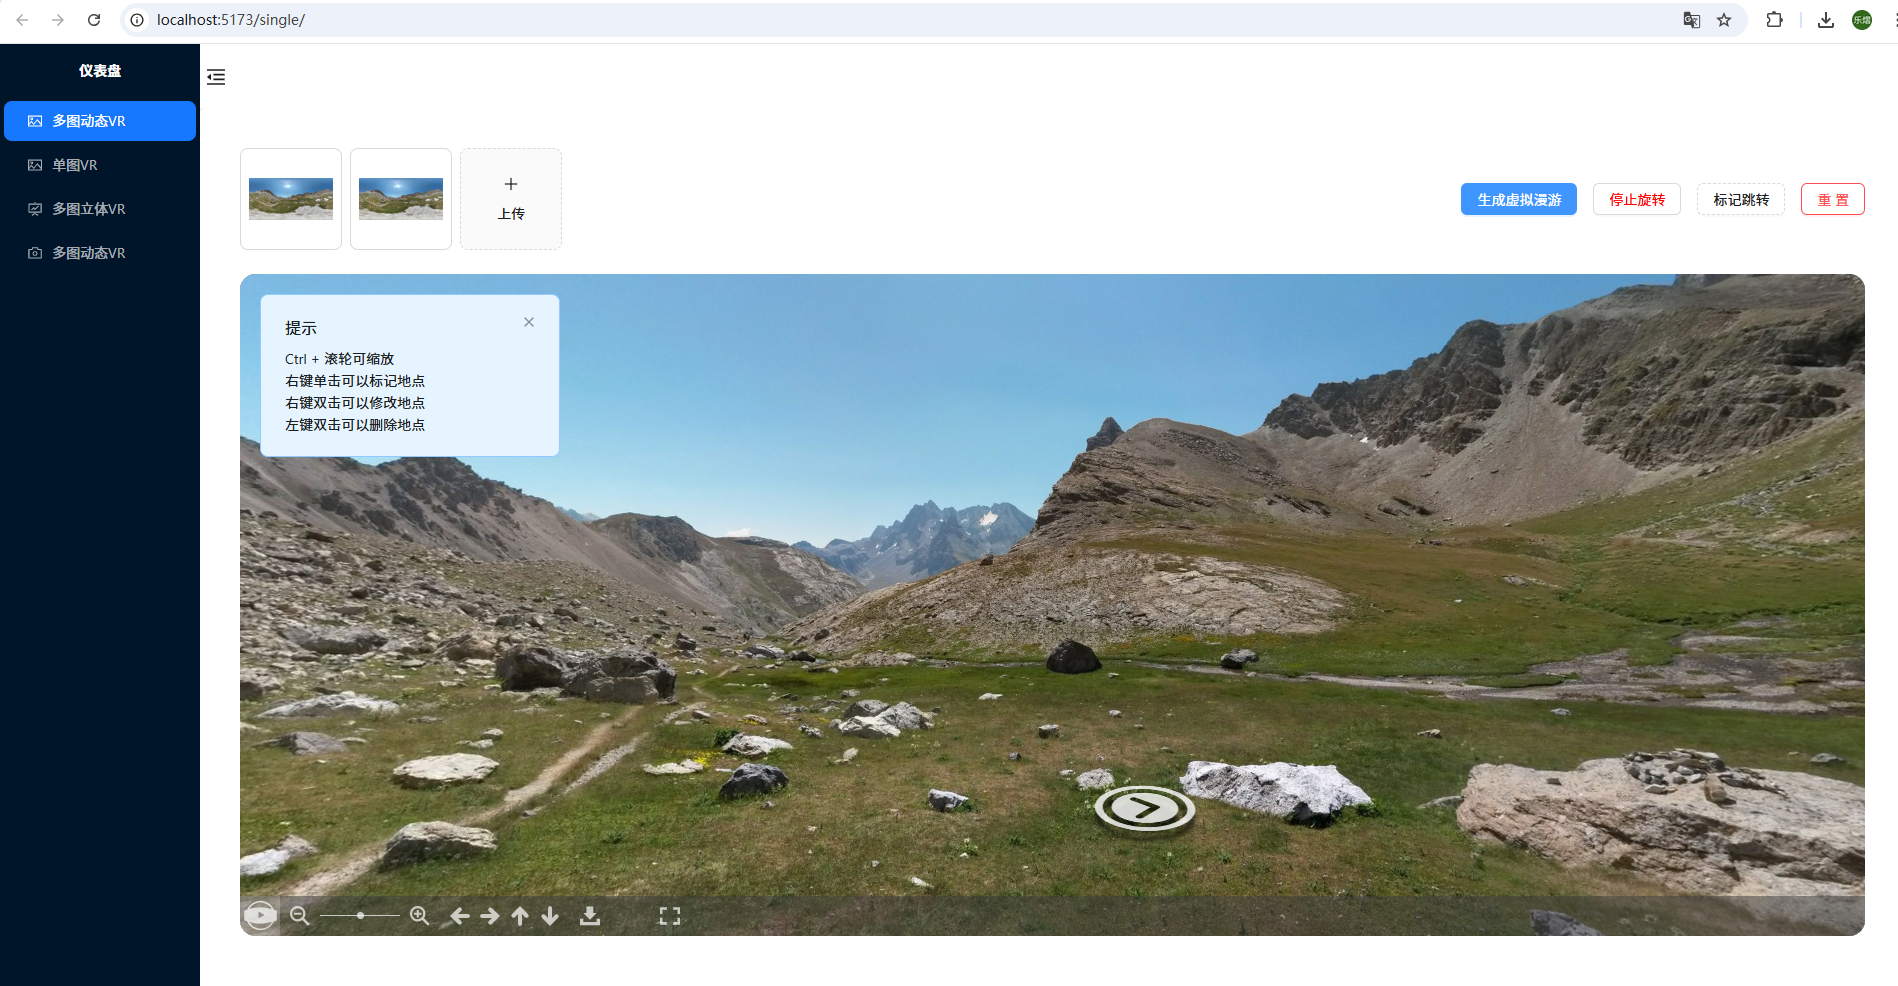 localhost:5173/single/
乐熠
仪表盘
多图动态VR
单图VR
多图立体VR
多图动态VR
上传
生成虚拟漫游
停止旋转
标记跳转
重 置
提示
Ctrl + 滚轮可缩放
右键单击可以标记地点
右键双击可以修改地点
左键双击可以删除地点